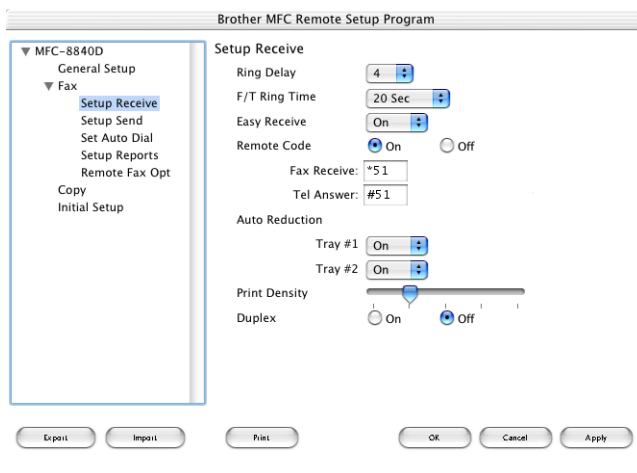 Brother MFC Remote Setup Program
MFC-8840D
General Setup
Fax
Setup Receive
Setup Send
Set Auto Dial
Setup Reports
Remote Fax Opt
Copy
Initial Setup
Setup Receive
Ring Delay 4
F/T Ring Time 20 Sec
Easy Receive On
Remote Code On Off
Fax Receive: *51
Tel Answer: #51
Auto Reduction
Tray #1 On
Tray #2 On
Print Density
Duplex On Off
Export Import Print OK Cancel Apply